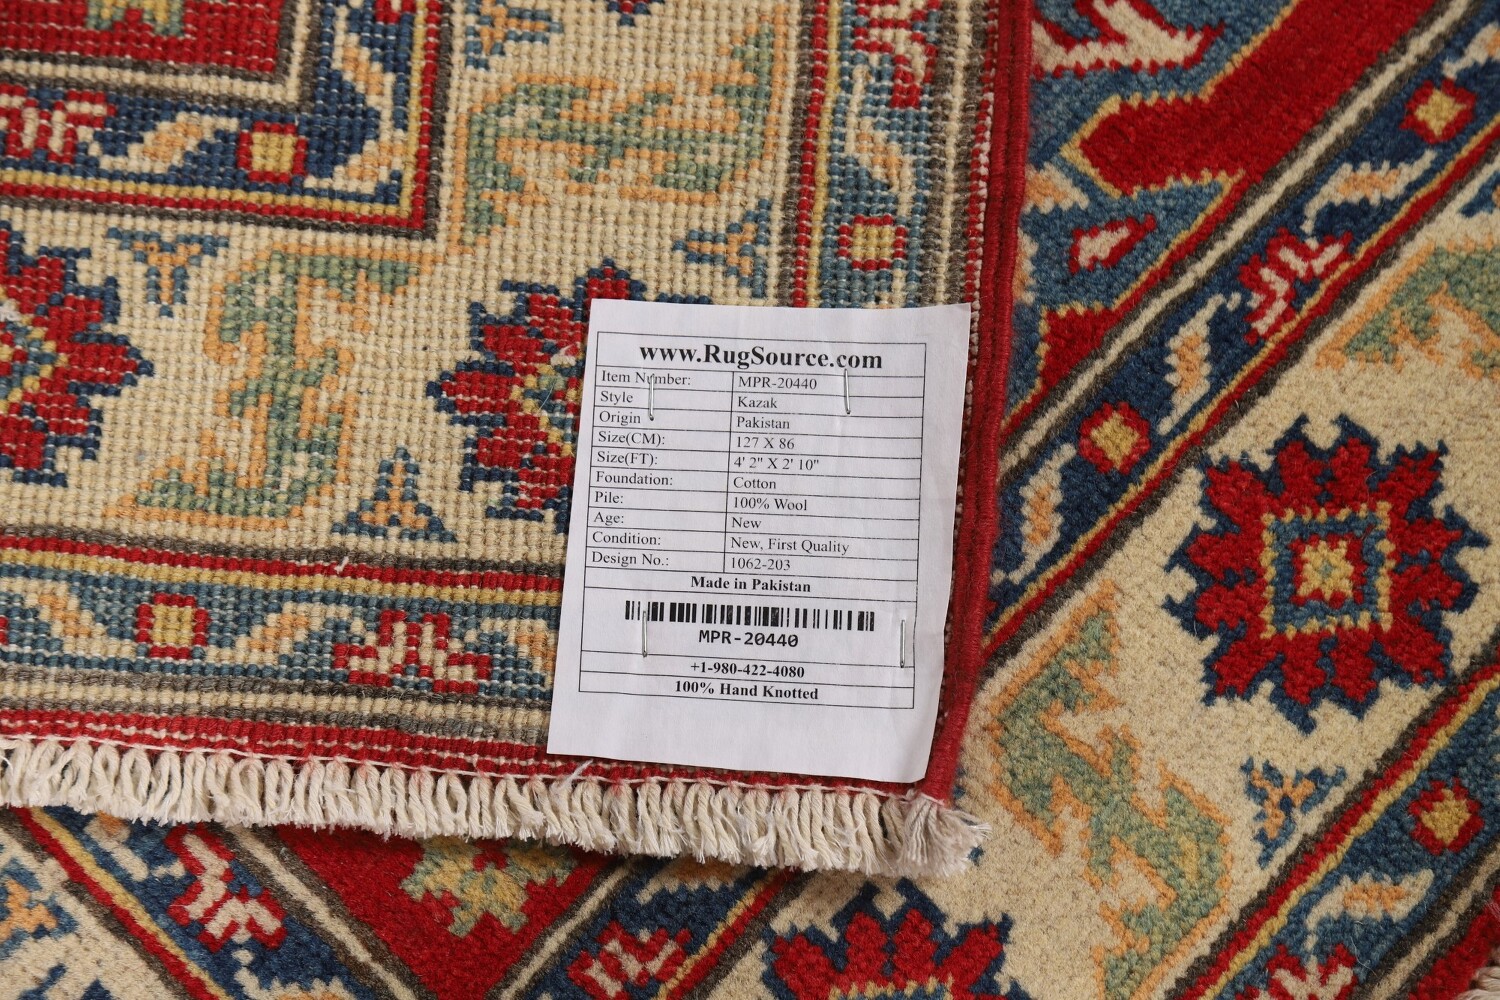 www.RugSource.com
Item Number: MPR-20440
Style Kazak
Origin Pakistan
Size(CM): 127 X 86
Size(FT): 4' 2" X 2' 10"
Foundation: Cotton
Pile: 100% Wool
Age: New
Condition: New, First Quality
Design No.: 1062-203
Made in Pakistan
MPR-20440
+1-980-422-4080
100% Hand Knotted